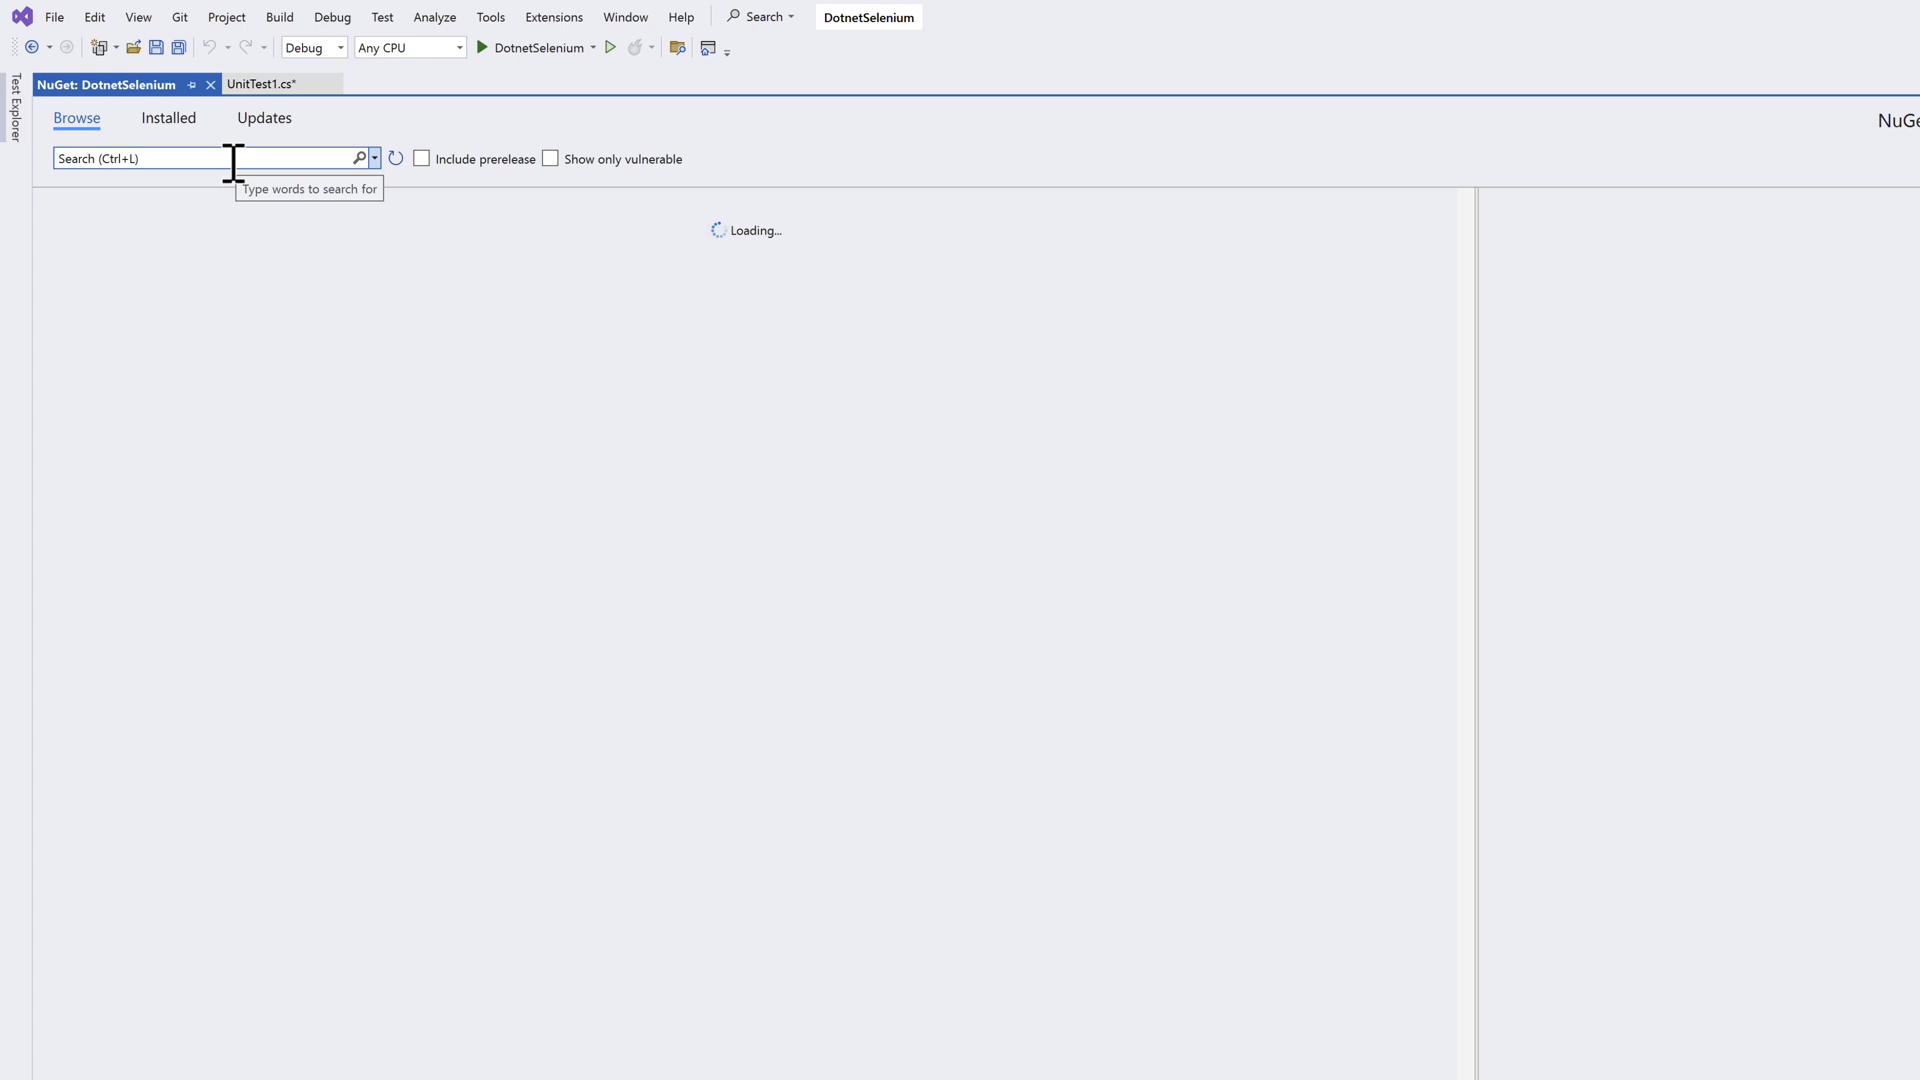 File Edit View Git Project Build Debug Test Analyze Tools Extensions Window Help Search DotnetSelenium
Debug Any CPU DotnetSelenium
Test Explorer
NuGet: DotnetSelenium UnitTest1.cs*
Browse Installed Updates
NuGe
Search (Ctrl+L) Include prerelease Show only vulnerable
Type words to search for
Loading...